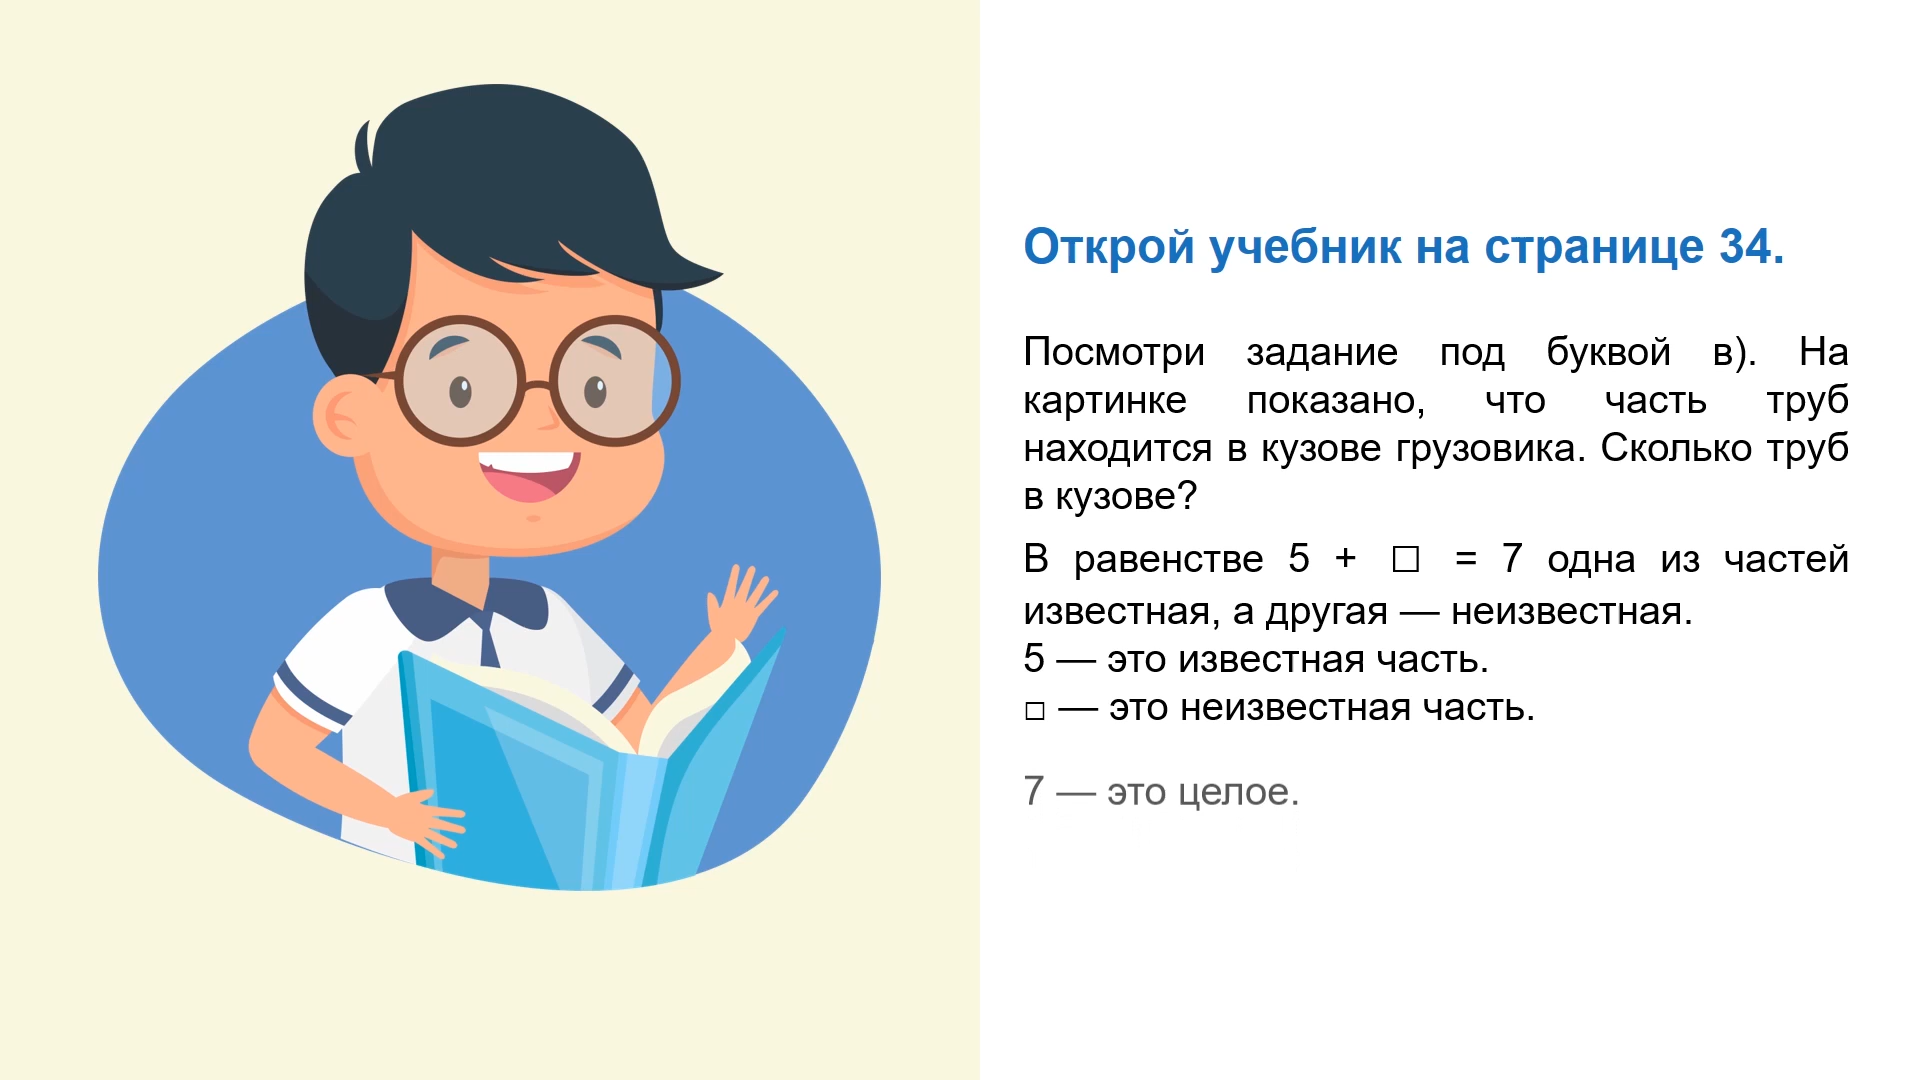 Открой учебник на странице 34.
Посмотри задание под буквой в). На
картинке показано, что часть труб
находится в кузове грузовика. Сколько труб
в кузове?
В равенстве 5 + □ = 7 одна из частей
известная, а другая — неизвестная.
5 — это известная часть.
□ — это неизвестная часть.
7 — это целое.